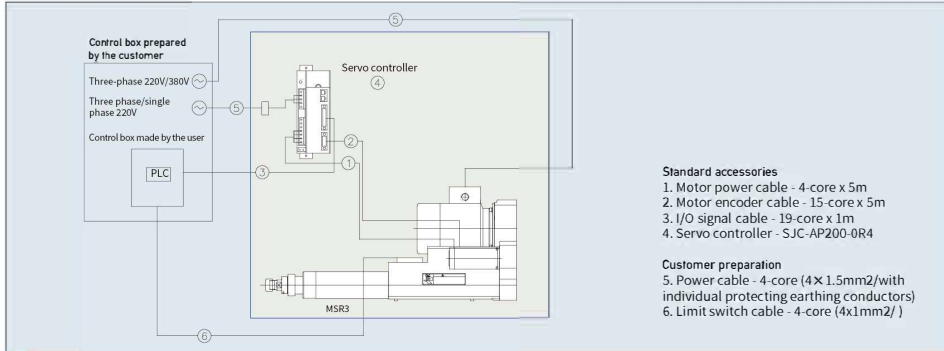 ⑤
Control box prepared
by the customer
Three-phase 220V/380V
Servo controller
④
Three phase/single
phase 220V
⑤
Control box made by the user
②
①
PLC
③
MSR3
⑥
Standard accessories
1. Motor power cable - 4-core x 5m
2. Motor encoder cable - 15-core x 5m
3. I/O signal cable - 19-core x 1m
4. Servo controller - SJC-AP200-0R4
Customer preparation
5. Power cable - 4-core (4×1.5mm2/with
individual protecting earthing conductors)
6. Limit switch cable - 4-core (4x1mm2/ )